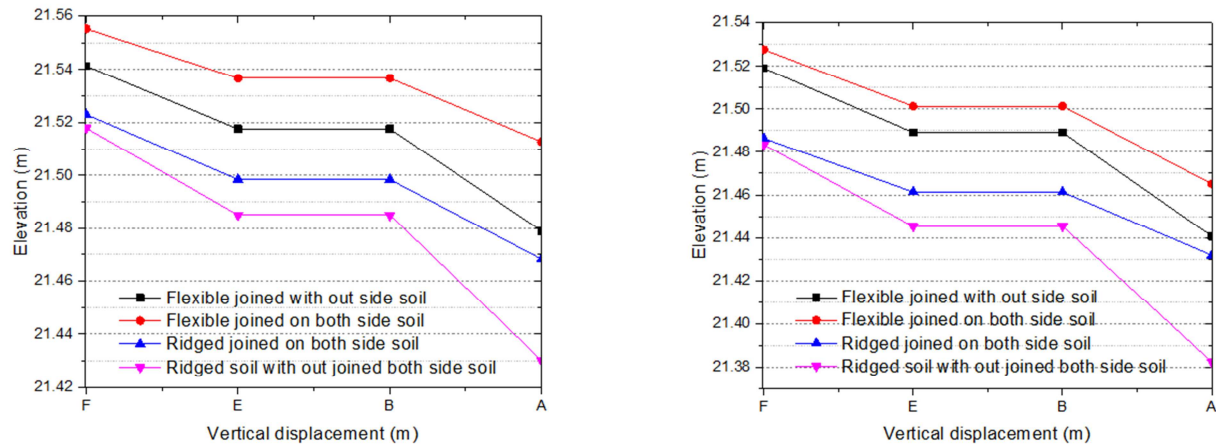 21.56
21.54
21.52
21.50
21.48
21.46
21.44
21.42
Elevation (m)
Flexible joined with out side soil
Flexible joined on both side soil
Ridged joined on both side soil
Ridged soil with out joined both side soil
F E B A
Vertical displacement (m)
21.54
21.52
21.50
21.48
21.46
21.44
21.42
21.40
21.38
Elevation (m)
Flexible joined with out side soil
Flexible joined on both side soil
Ridged joined on both side soil
Ridged soil with out joined both side soil
F E B A
Vertical displacement (m)